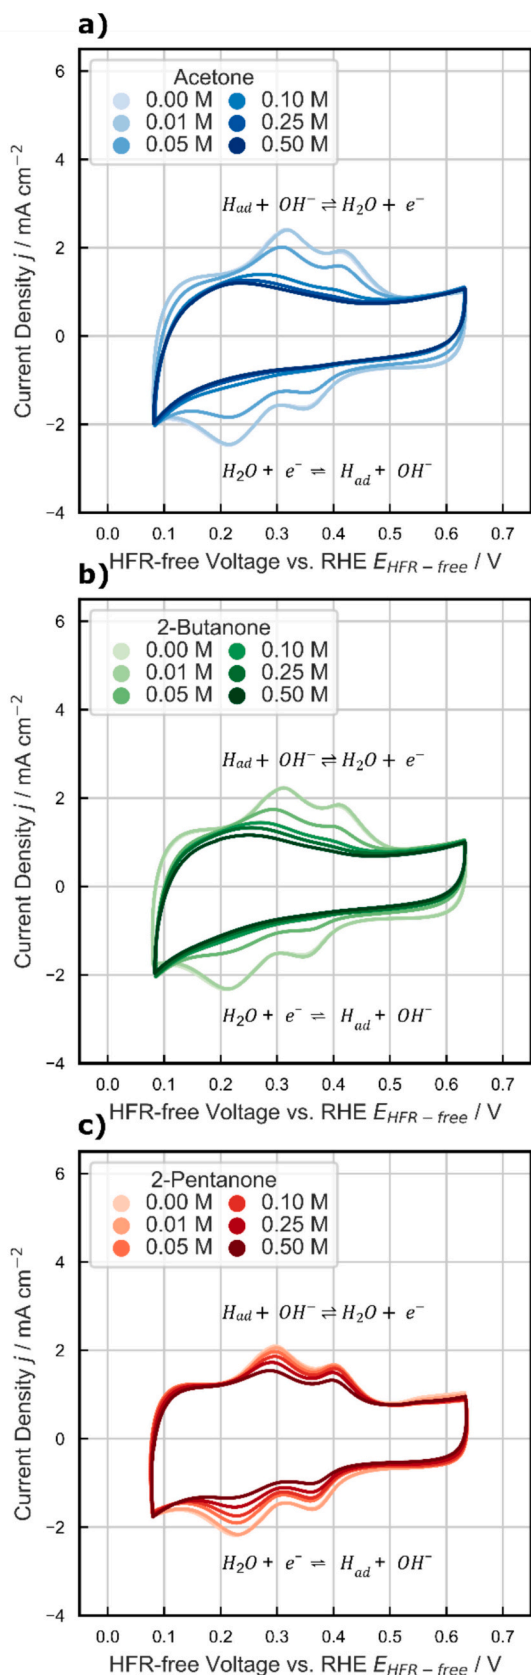 a)
Acetone
0.00 M 0.10 M
0.01 M 0.25 M
0.05 M 0.50 M
H_ad + OH⁻ ⇌ H₂O + e⁻
H₂O + e⁻ ⇌ H_ad + OH⁻
6
4
2
0
−2
−4
Current Density j / mA cm⁻²
0.0 0.1 0.2 0.3 0.4 0.5 0.6 0.7
HFR-free Voltage vs. RHE E_HFR−free / V
b)
2-Butanone
0.00 M 0.10 M
0.01 M 0.25 M
0.05 M 0.50 M
H_ad + OH⁻ ⇌ H₂O + e⁻
H₂O + e⁻ ⇌ H_ad + OH⁻
6
4
2
0
−2
−4
Current Density j / mA cm⁻²
0.0 0.1 0.2 0.3 0.4 0.5 0.6 0.7
HFR-free Voltage vs. RHE E_HFR−free / V
c)
2-Pentanone
0.00 M 0.10 M
0.01 M 0.25 M
0.05 M 0.50 M
H_ad + OH⁻ ⇌ H₂O + e⁻
H₂O + e⁻ ⇌ H_ad + OH⁻
6
4
2
0
−2
−4
Current Density j / mA cm⁻²
0.0 0.1 0.2 0.3 0.4 0.5 0.6 0.7
HFR-free Voltage vs. RHE E_HFR−free / V